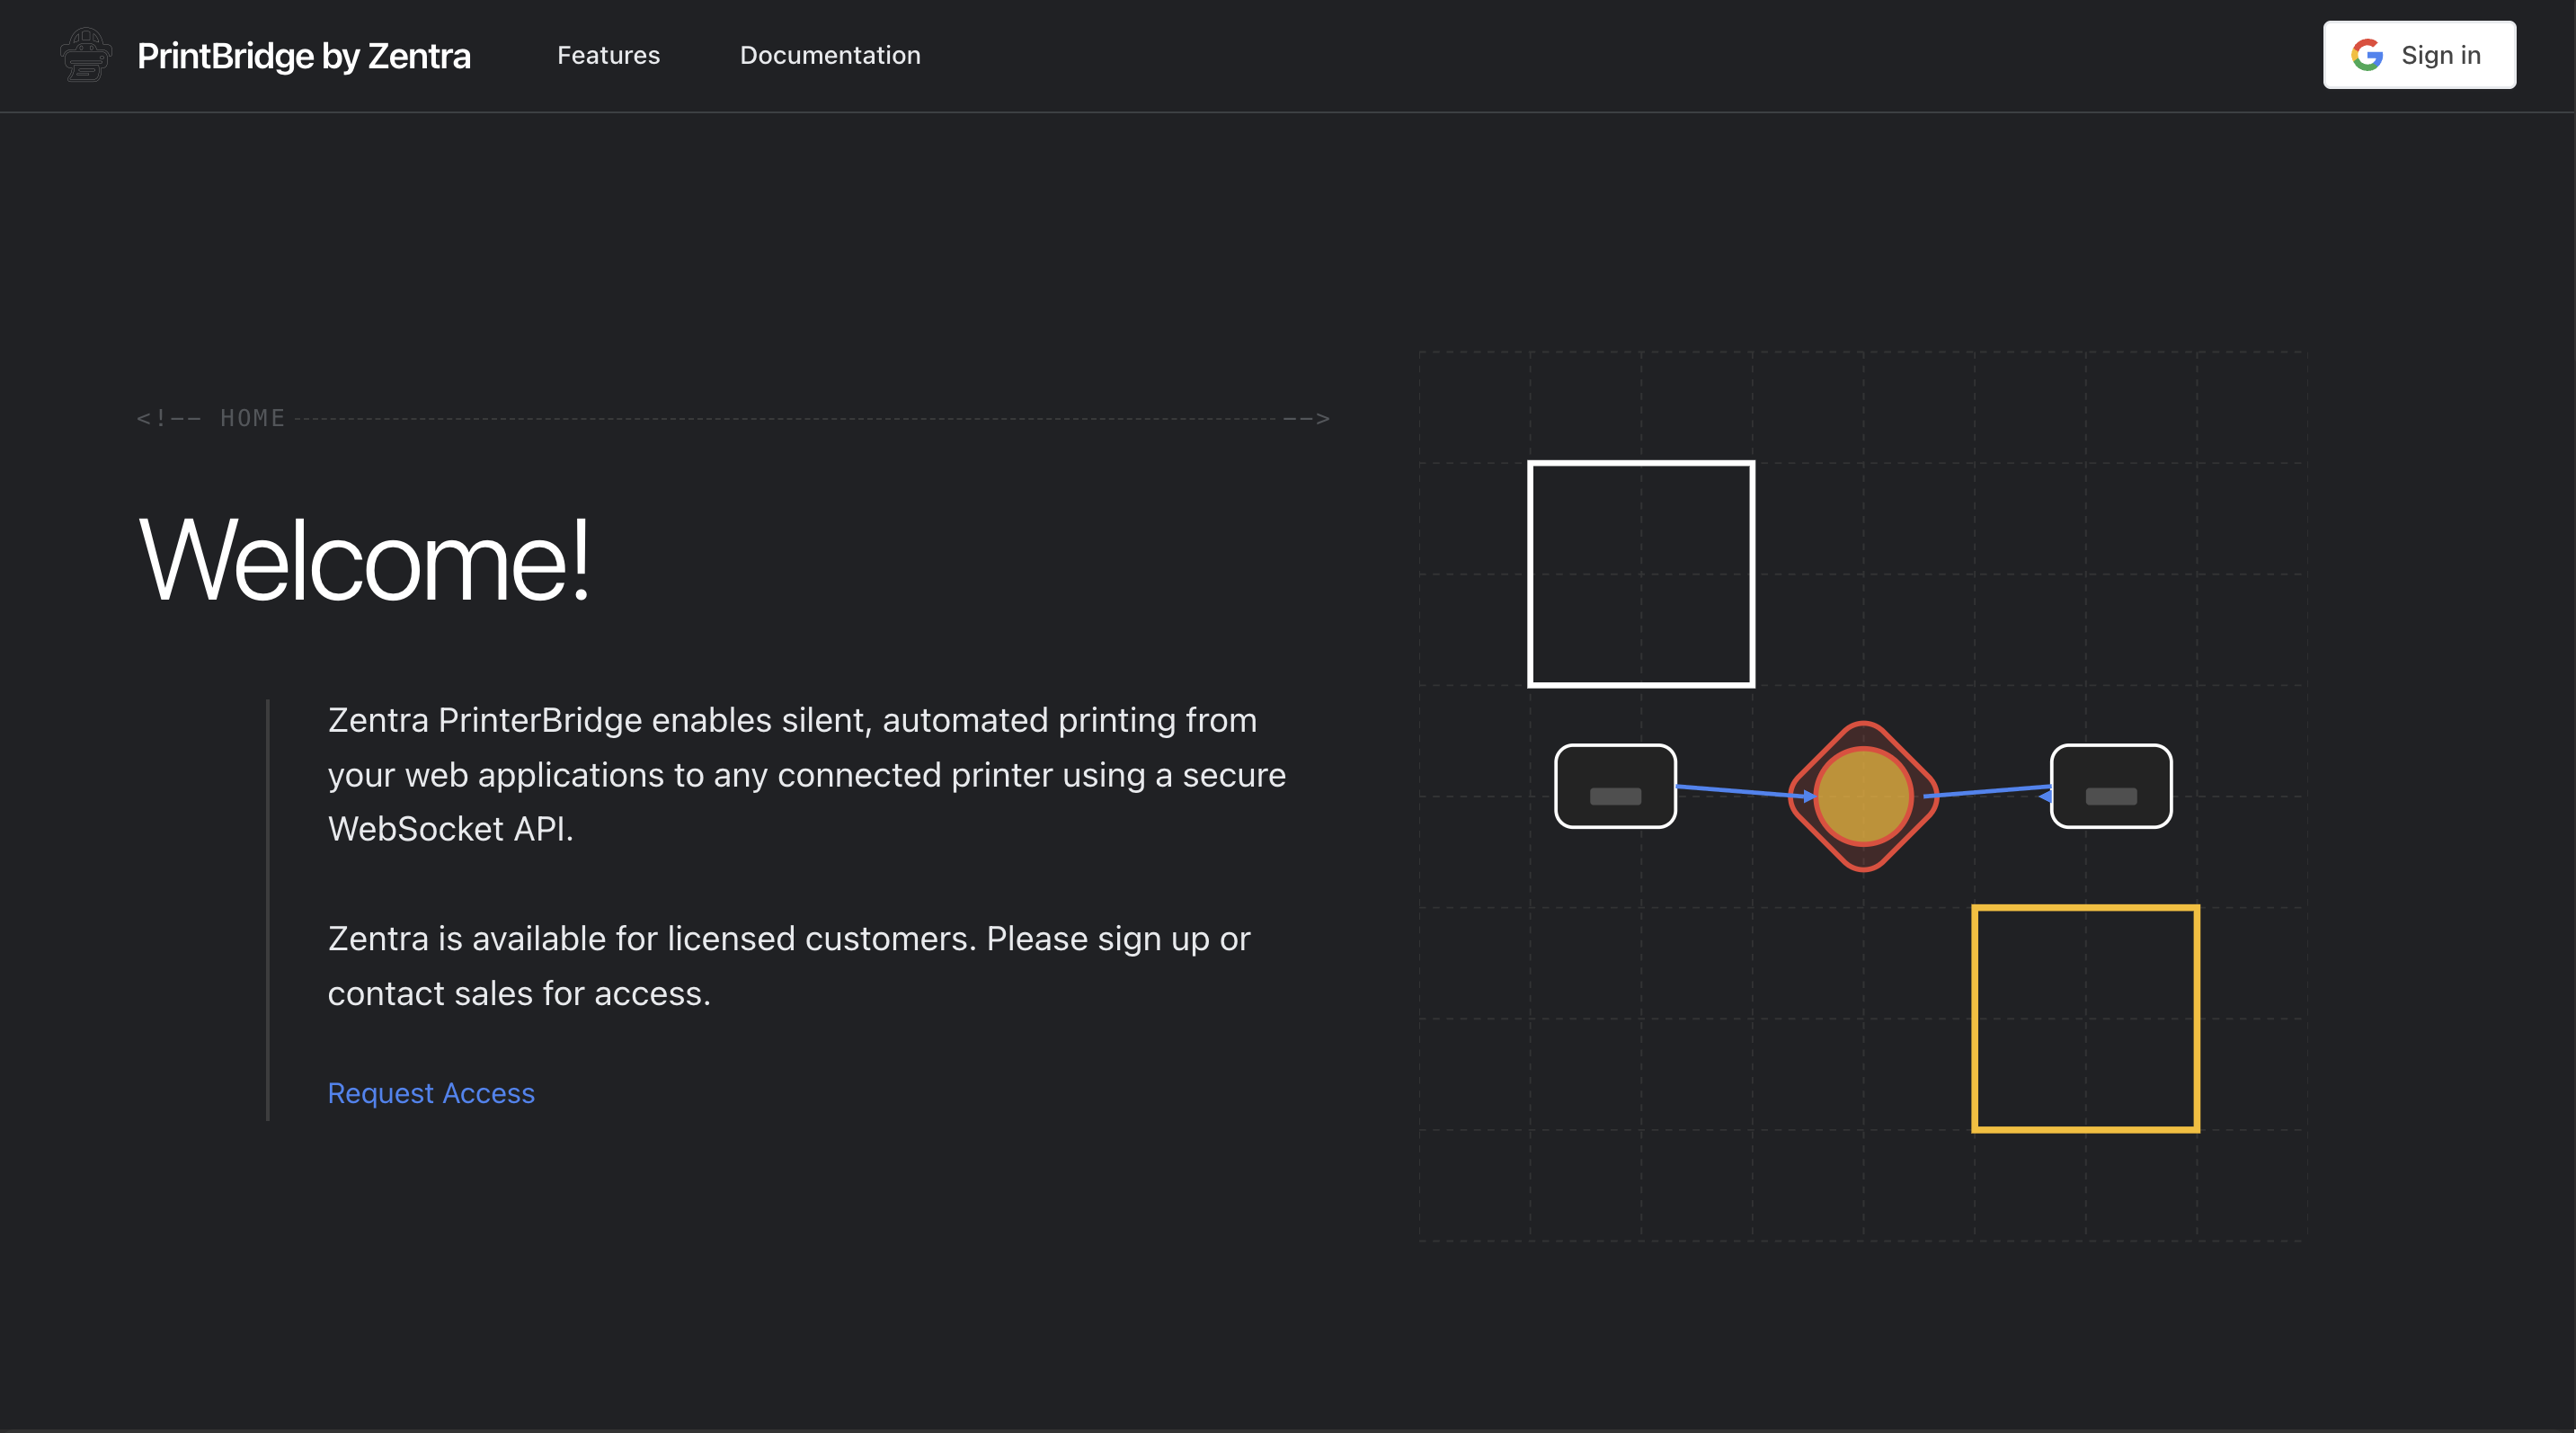 PrintBridge by Zentra
Features
Documentation
Sign in
<!-- HOME -->
Welcome!
Zentra PrinterBridge enables silent, automated printing from
your web applications to any connected printer using a secure
WebSocket API.
Zentra is available for licensed customers. Please sign up or
contact sales for access.
Request Access